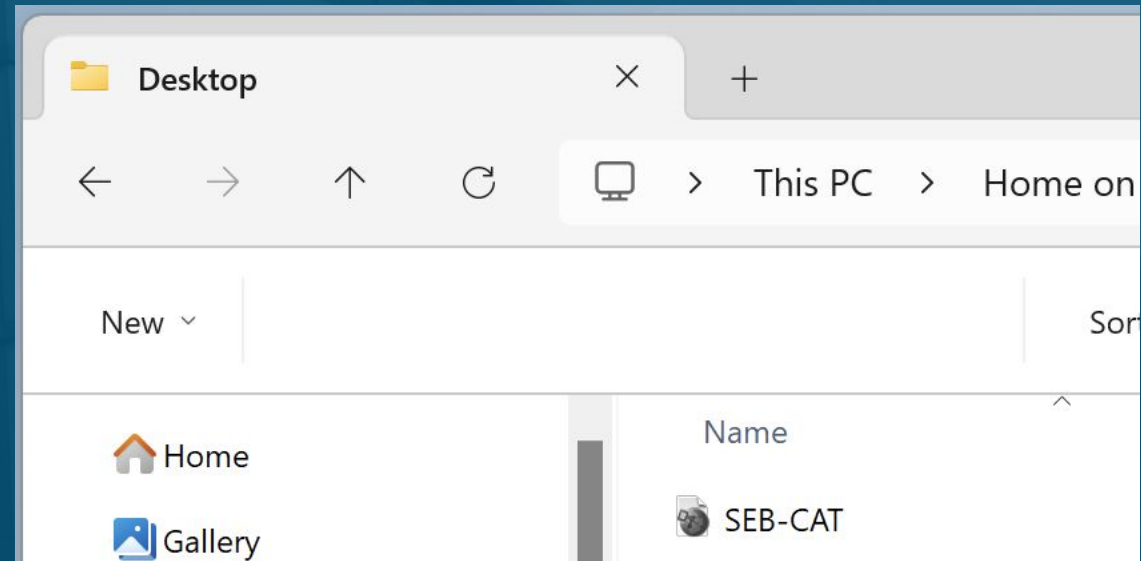 Desktop
This PC > Home on
New
Sort
Name
Home
SEB-CAT
Gallery